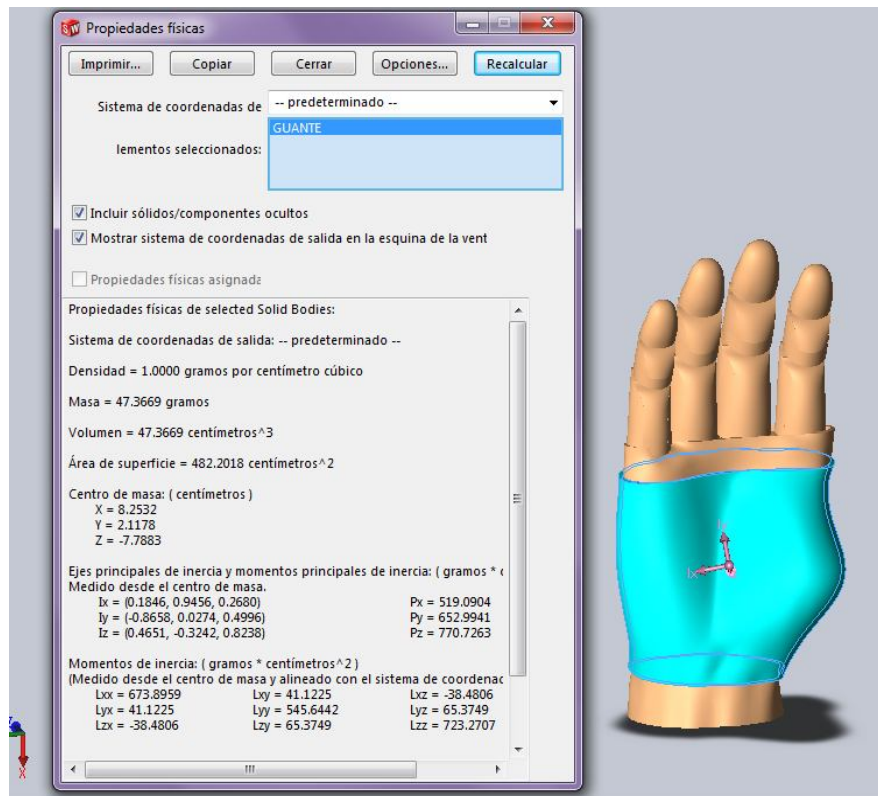 Propiedades físicas
Imprimir... Copiar Cerrar Opciones... Recalcular
Sistema de coordenadas de -- predeterminado --
GUANTE
lementos seleccionados:
Incluir sólidos/componentes ocultos
Mostrar sistema de coordenadas de salida en la esquina de la vent
Propiedades físicas asignada
Propiedades físicas de selected Solid Bodies:
Sistema de coordenadas de salida: -- predeterminado --
Densidad = 1.0000 gramos por centímetro cúbico
Masa = 47.3669 gramos
Volumen = 47.3669 centímetros^3
Área de superficie = 482.2018 centímetros^2
Centro de masa: ( centímetros )
X = 8.2532
Y = 2.1178
Z = -7.7883
Ejes principales de inercia y momentos principales de inercia: ( gramos * c
Medido desde el centro de masa.
Ix = (0.1846, 0.9456, 0.2680) Px = 519.0904
Iy = (-0.8658, 0.0274, 0.4996) Py = 652.9941
Iz = (0.4651, -0.3242, 0.8238) Pz = 770.7263
Momentos de inercia: ( gramos * centímetros^2 )
(Medido desde el centro de masa y alineado con el sistema de coordenac
Lxx = 673.8959 Lxy = 41.1225 Lxz = -38.4806
Lyx = 41.1225 Lyy = 545.6442 Lyz = 65.3749
Lzx = -38.4806 Lzy = 65.3749 Lzz = 723.2707
Iy
Ix
X